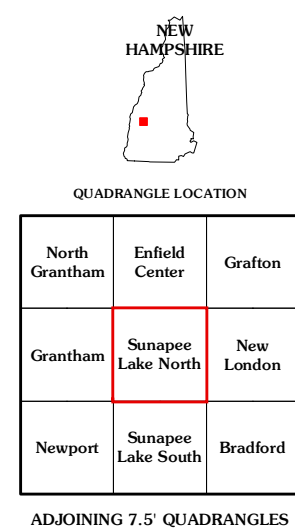 NEW
HAMPSHIRE
QUADRANGLE LOCATION
North
Grantham
Enfield
Center
Grafton
Grantham
Sunapee
Lake North
New
London
Newport
Sunapee
Lake South
Bradford
ADJOINING 7.5' QUADRANGLES